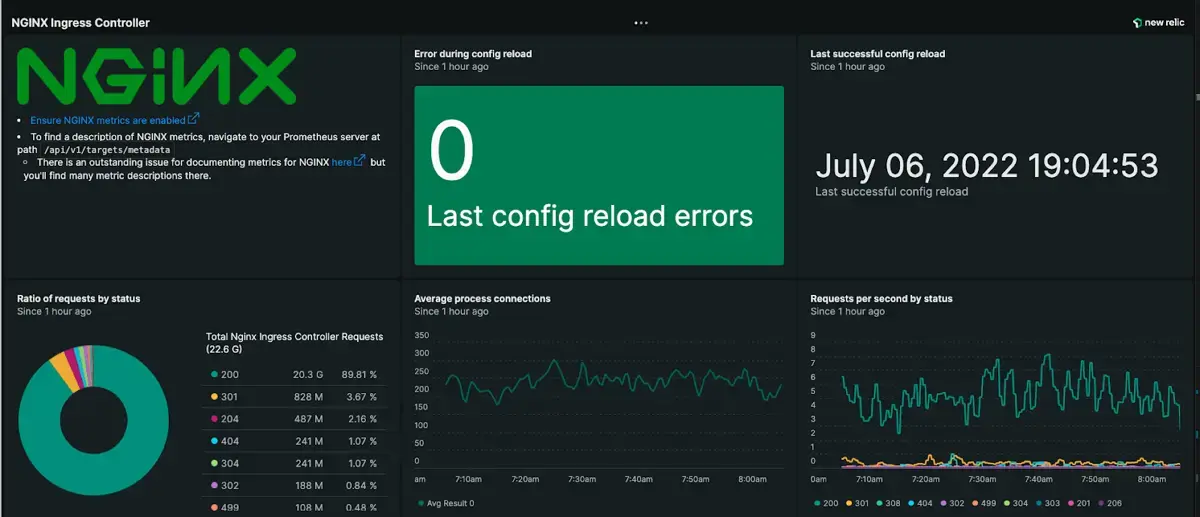 NGINX Ingress Controller
new relic
NGINX
Ensure NGINX metrics are enabled
To find a description of NGINX metrics, navigate to your Prometheus server at
path /api/v1/targets/metadata
There is an outstanding issue for documenting metrics for NGINX here but
you'll find many metric descriptions there.
Error during config reload
Since 1 hour ago
0
Last config reload errors
Last successful config reload
Since 1 hour ago
July 06, 2022 19:04:53
Last successful config reload
Ratio of requests by status
Since 1 hour ago
Total Nginx Ingress Controller Requests
(22.6 G)
200 20.3 G 89.81 %
301 828 M 3.67 %
204 487 M 2.16 %
404 241 M 1.07 %
304 241 M 1.07 %
302 188 M 0.84 %
499 108 M 0.48 %
Average process connections
Since 1 hour ago
350
300
250
200
150
100
50
0
am 7:10am 7:20am 7:30am 7:40am 7:50am 8:00am
Avg Result 0
Requests per second by status
Since 1 hour ago
9
8
7
6
5
4
3
2
1
0
0am 7:10am 7:20am 7:30am 7:40am 7:50am 8:00am
200 301 308 404 302 499 304 303 201 206